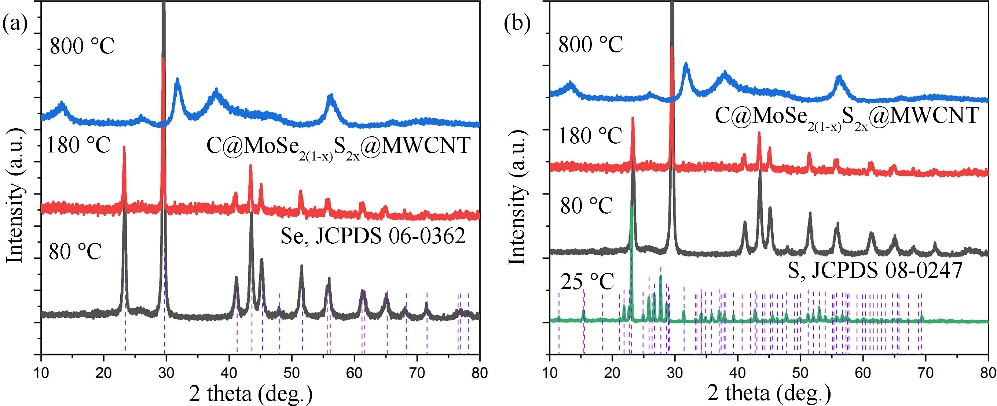 (a)
800 °C
C@MoSe2(1-x)S2x@MWCNT
180 °C
Se, JCPDS 06-0362
80 °C
Intensity (a.u.)
10 20 30 40 50 60 70 80
2 theta (deg.)
(b)
800 °C
C@MoSe2(1-x)S2x@MWCNT
180 °C
80 °C
S, JCPDS 08-0247
25 °C
Intensity (a.u.)
10 20 30 40 50 60 70 80
2 theta (deg.)